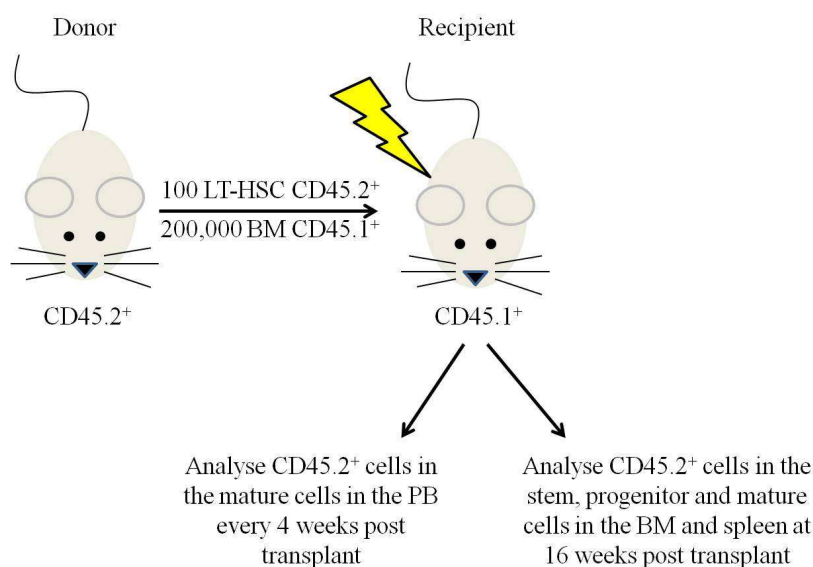 Donor
Recipient
100 LT-HSC CD45.2⁺
200,000 BM CD45.1⁺
CD45.2⁺
CD45.1⁺
Analyse CD45.2⁺ cells in
the mature cells in the PB
every 4 weeks post
transplant
Analyse CD45.2⁺ cells in the
stem, progenitor and mature
cells in the BM and spleen at
16 weeks post transplant